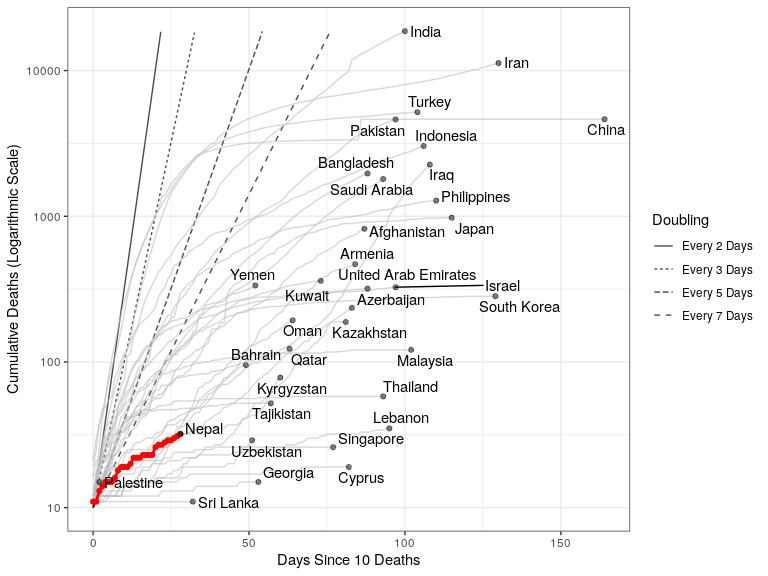 India
Iran
Turkey
Pakistan
China
Indonesia
Bangladesh
Iraq
Saudi Arabia
Philippines
Japan
Afghanistan
Armenia
Yemen
United Arab Emirates
Israel
Kuwait
Azerbaijan
South Korea
Oman
Kazakhstan
Bahrain
Qatar
Malaysia
Kyrgyzstan
Thailand
Tajikistan
Lebanon
Nepal
Singapore
Uzbekistan
Georgia
Cyprus
Palestine
Sri Lanka
10000
1000
100
10
0
50
100
150
Days Since 10 Deaths
Cumulative Deaths (Logarithmic Scale)
Doubling
Every 2 Days
Every 3 Days
Every 5 Days
Every 7 Days